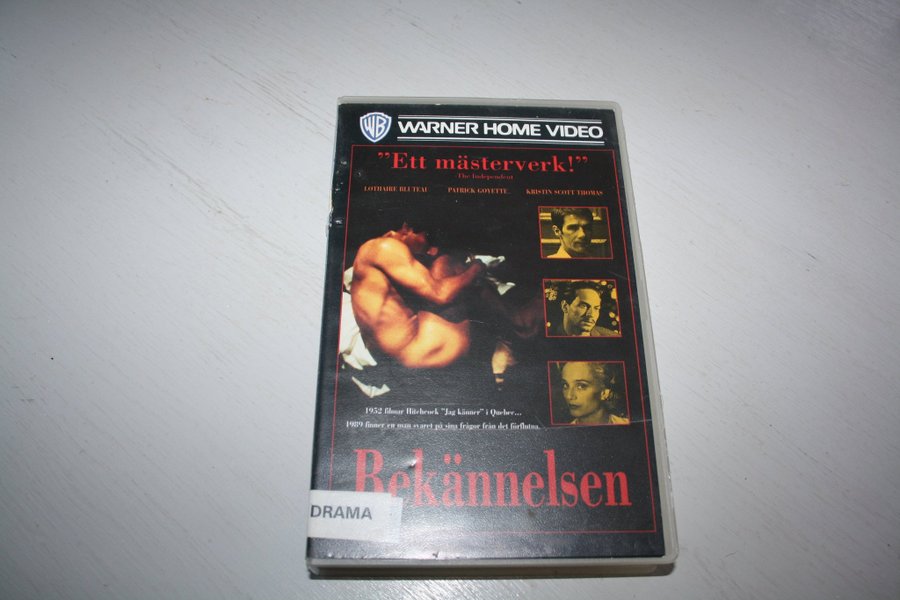 WB WARNER HOME VIDEO
"Ett mästerverk!"
-The Independent
LOTHAIRE BLUTEAU PATRICK GOYETTE KRISTIN SCOTT THOMAS
1952 filmar Hitchcock "Jag känner" i Quebec...
1989 finner en man svaret på sina frågor från det förflutna.
Bekännelsen
DRAMA